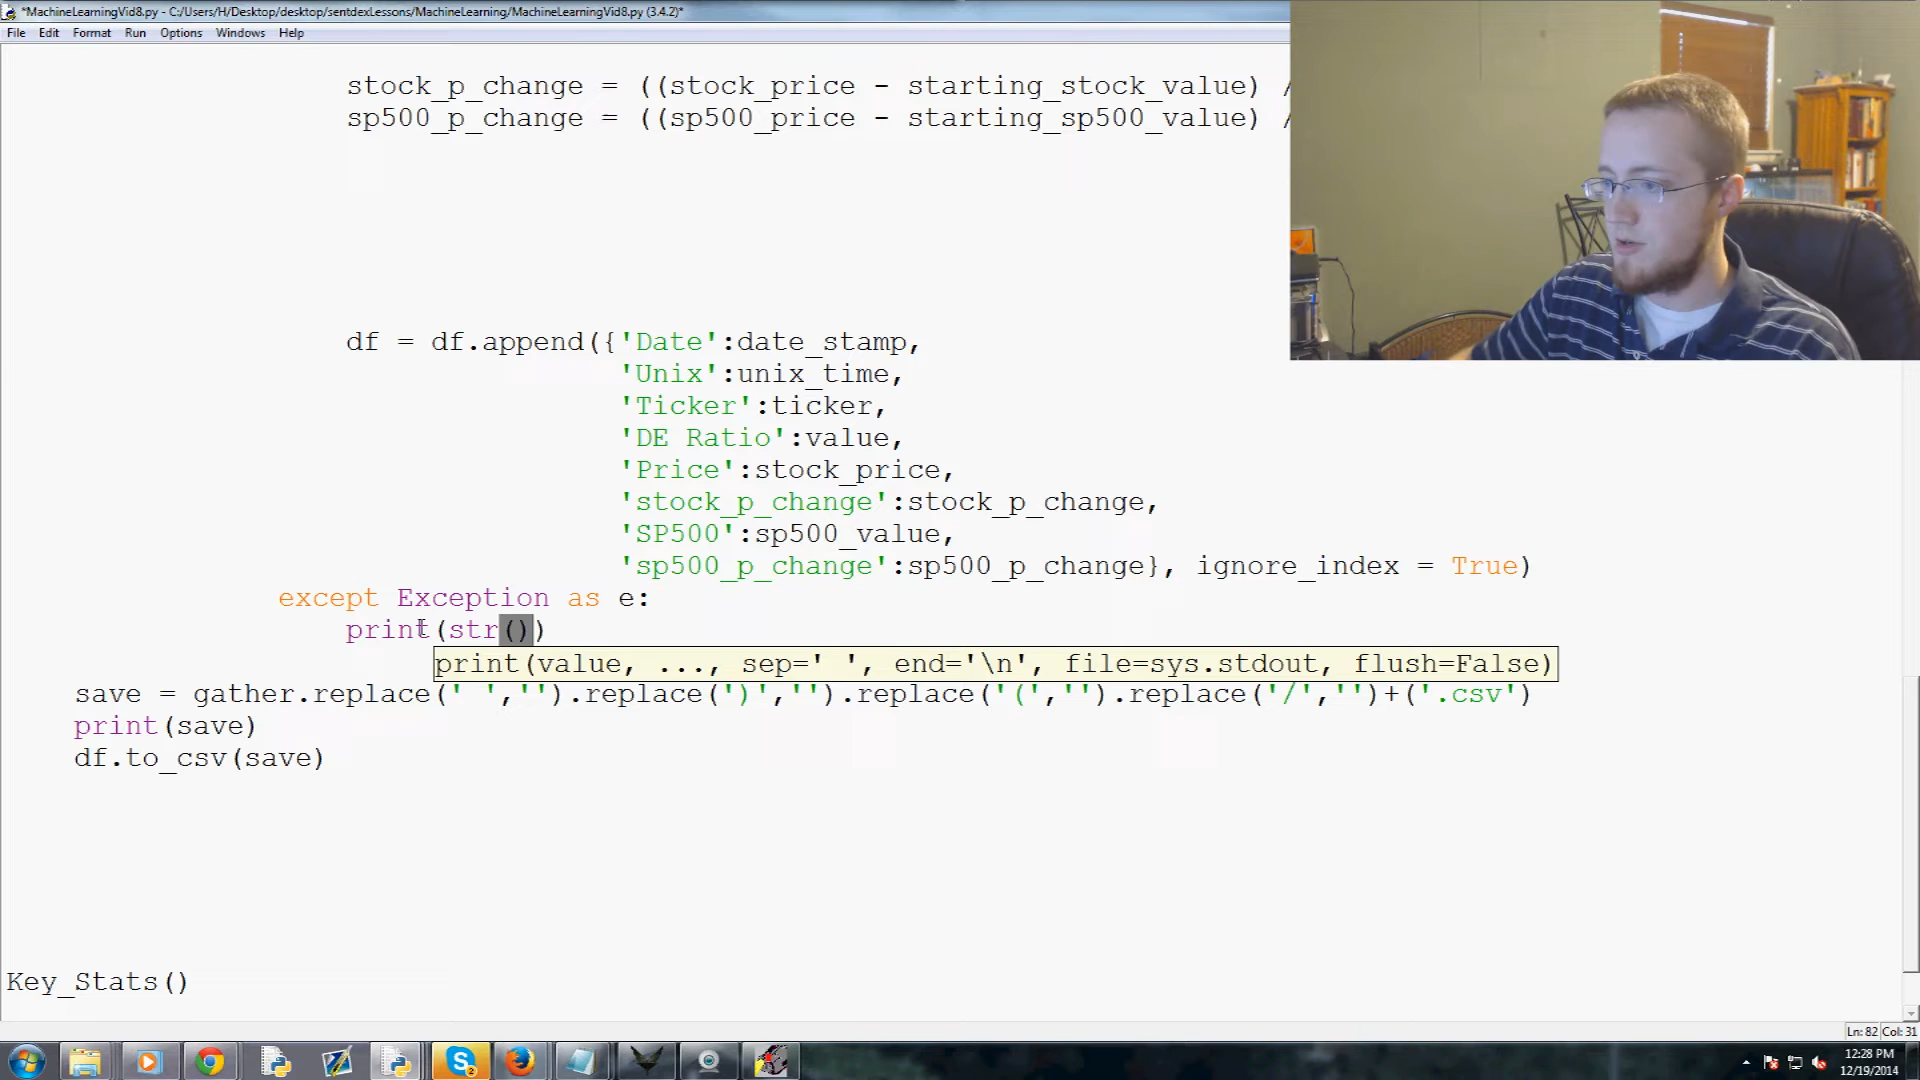 *MachineLearningVid8.py - C:/Users/H/Desktop/desktop/sentdexLessons/MachineLearning/MachineLearningVid8.py (3.4.2)*
File Edit Format Run Options Windows Help
stock_p_change = ((stock_price - starting_stock_value) /
sp500_p_change = ((sp500_price - starting_sp500_value) /
df = df.append({'Date':date_stamp,
'Unix':unix_time,
'Ticker':ticker,
'DE Ratio':value,
'Price':stock_price,
'stock_p_change':stock_p_change,
'SP500':sp500_value,
'sp500_p_change':sp500_p_change}, ignore_index = True)
except Exception as e:
print(str())
print(value, ..., sep=' ', end='\n', file=sys.stdout, flush=False)
save = gather.replace(' ','').replace(')','').replace('(','').replace('/','')+('.csv')
print(save)
df.to_csv(save)
Key_Stats()
Ln: 82 Col: 31
12:28 PM
12/19/2014